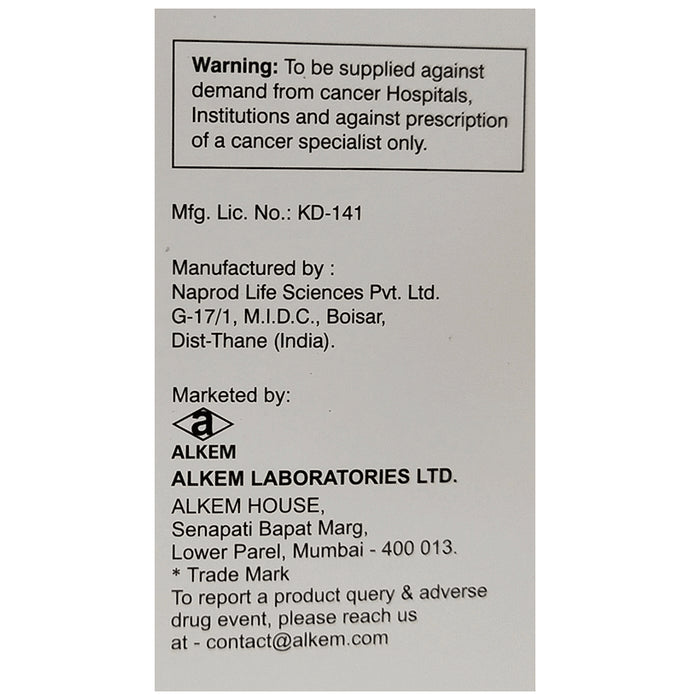 Warning: To be supplied against
demand from cancer Hospitals,
Institutions and against prescription
of a cancer specialist only.
Mfg. Lic. No.: KD-141
Manufactured by :
Naprod Life Sciences Pvt. Ltd.
G-17/1, M.I.D.C., Boisar,
Dist-Thane (India).
Marketed by:
a
ALKEM
ALKEM LABORATORIES LTD.
ALKEM HOUSE,
Senapati Bapat Marg,
Lower Parel, Mumbai - 400 013.
* Trade Mark
To report a product query & adverse
drug event, please reach us
at - contact@alkem.com